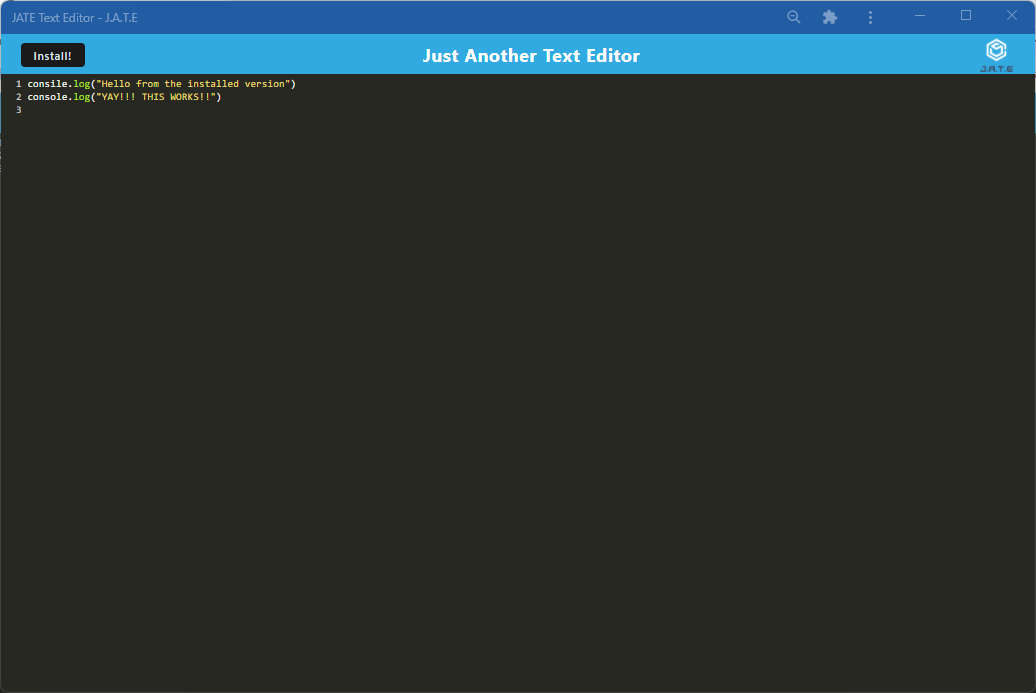 JATE Text Editor - J.A.T.E
Install!
Just Another Text Editor
J.A.T.E
1 consile.log("Hello from the installed version")
2 console.log("YAY!!! THIS WORKS!!")
3